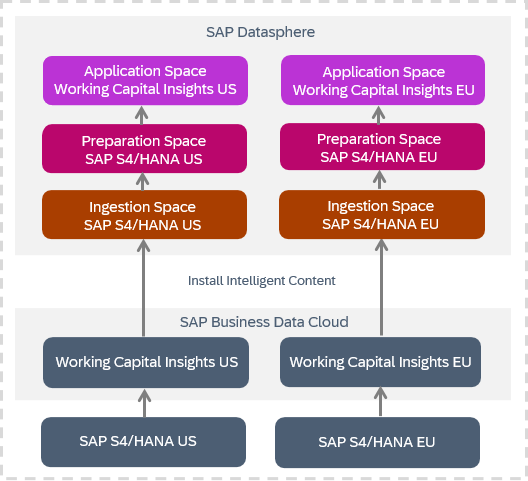 SAP Datasphere
Application Space
Working Capital Insights US
Application Space
Working Capital Insights EU
Preparation Space
SAP S4/HANA US
Preparation Space
SAP S4/HANA EU
Ingestion Space
SAP S4/HANA US
Ingestion Space
SAP S4/HANA EU
Install Intelligent Content
SAP Business Data Cloud
Working Capital Insights US
Working Capital Insights EU
SAP S4/HANA US
SAP S4/HANA EU